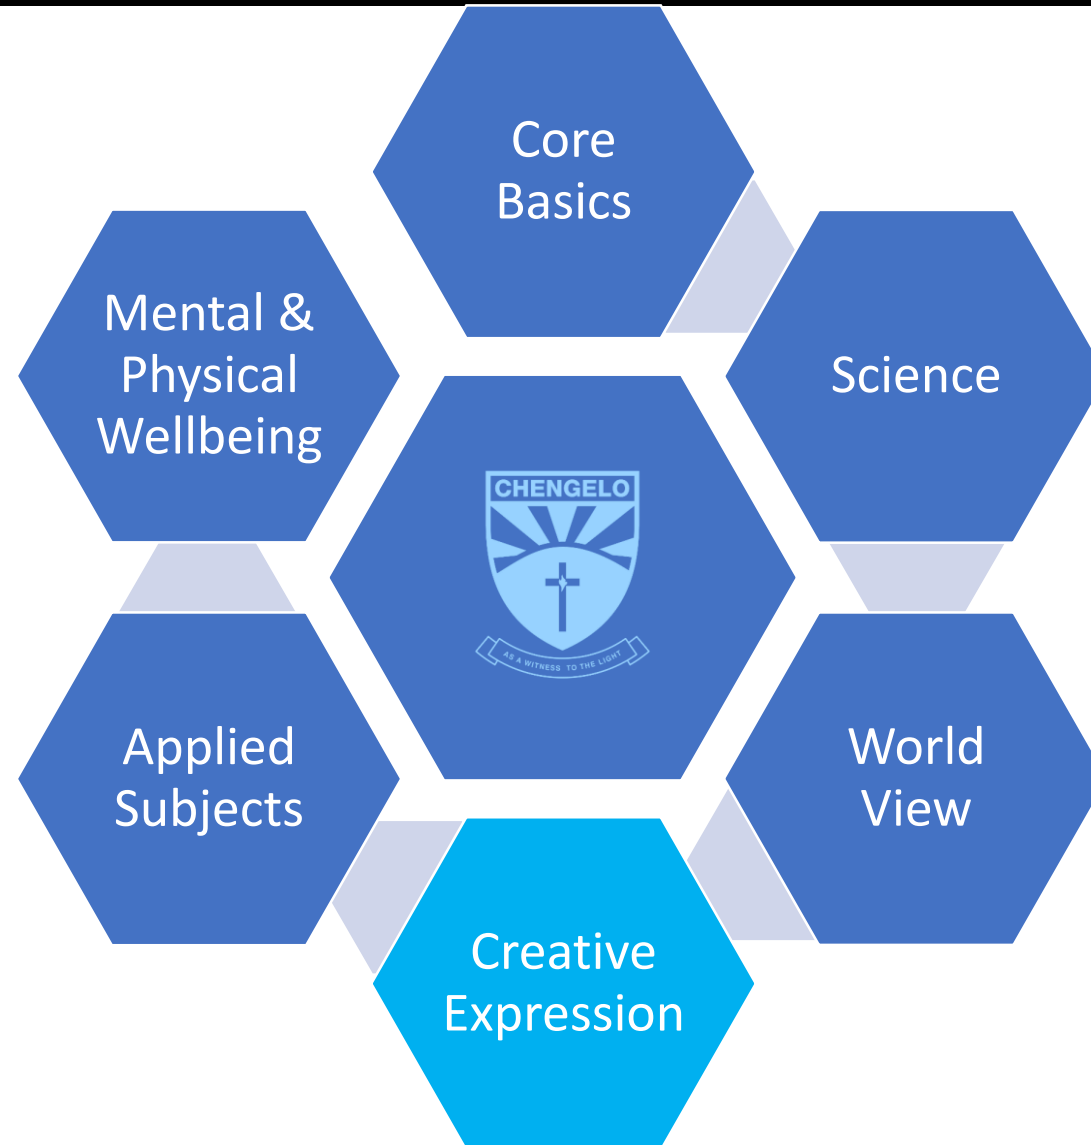 Core
Basics
Mental &
Physical
Wellbeing
Science
CHENGELO
AS A WITNESS TO THE LIGHT
Applied
Subjects
World
View
Creative
Expression